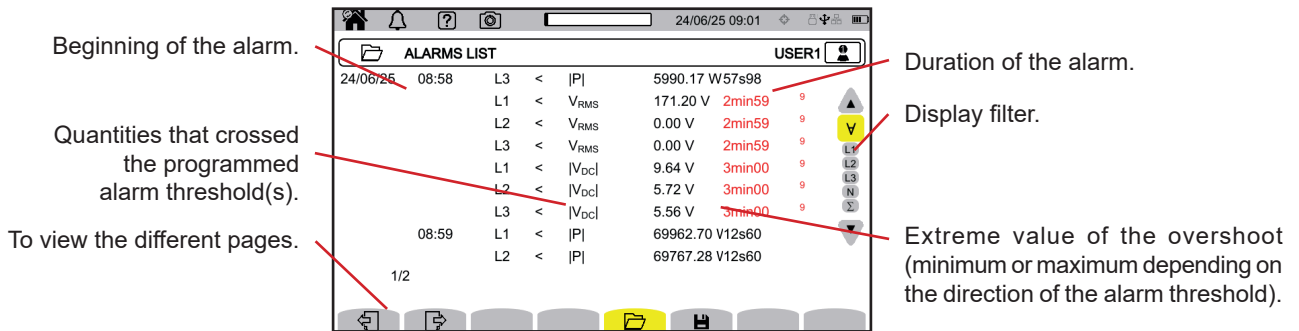 24/06/25 09:01
ALARMS LIST USER1
24/06/25 08:58 L3 < |P| 5990.17 W 57s98
L1 < VRMS 171.20 V 2min59 9
L2 < VRMS 0.00 V 2min59 9
L3 < VRMS 0.00 V 2min59 9
L1 < |VDC| 9.64 V 3min00 9
L2 < |VDC| 5.72 V 3min00 9
L3 < |VDC| 5.56 V 3min00 9
08:59 L1 < |P| 69962.70 V12s60
L2 < |P| 69767.28 V12s60
1/2
∀
L1
L2
L3
N
Σ
Beginning of the alarm.
Quantities that crossed
the programmed
alarm threshold(s).
To view the different pages.
Duration of the alarm.
Display filter.
Extreme value of the overshoot
(minimum or maximum depending on
the direction of the alarm threshold).